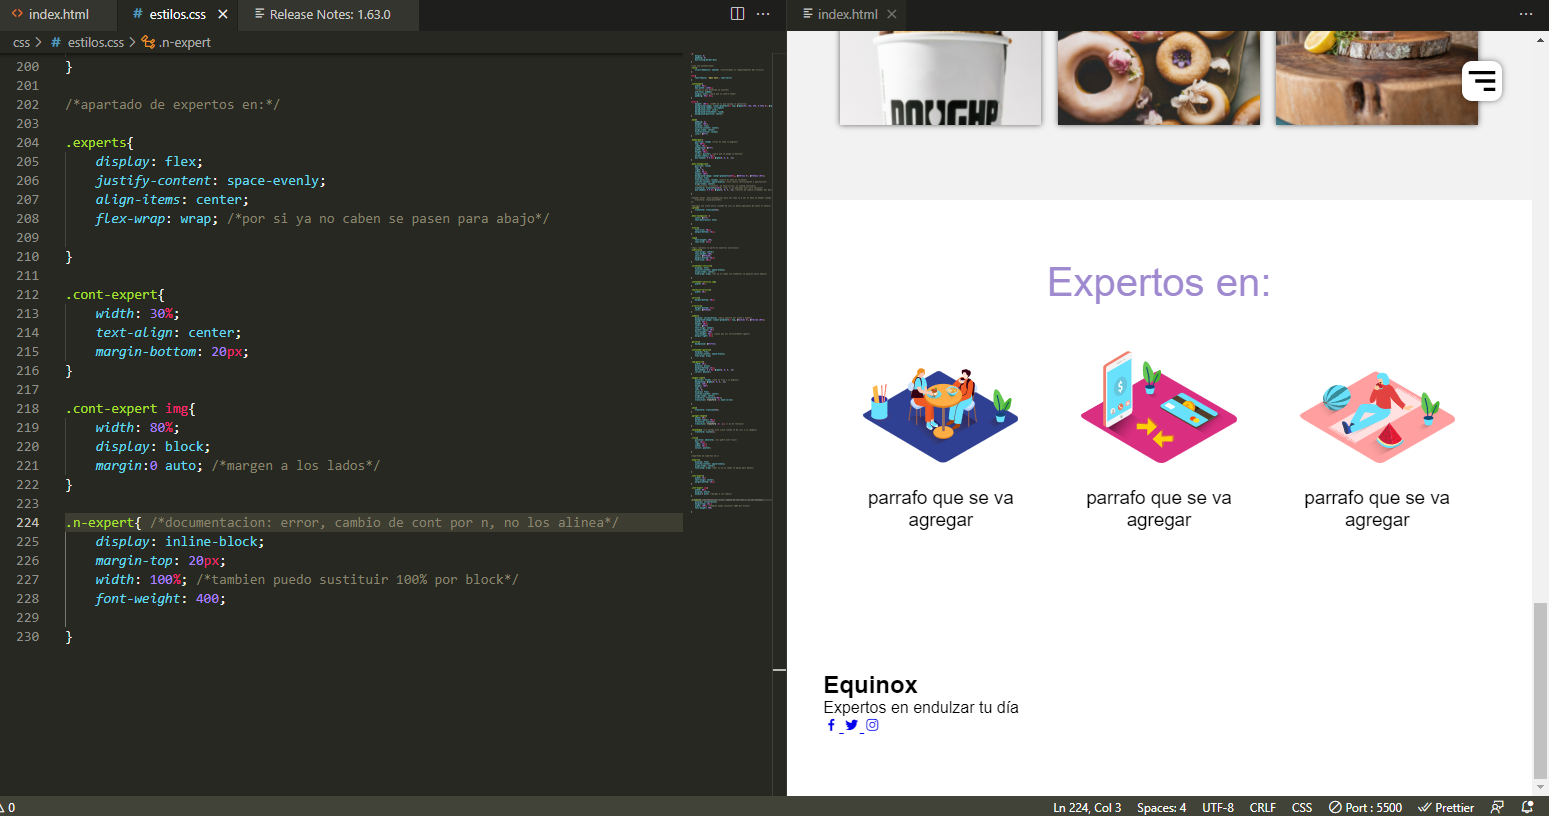 index.html
# estilos.css
Release Notes: 1.63.0
css > # estilos.css > .n-expert
200 }
201
202 /*apartado de expertos en:*/
203
204 .experts{
205 display: flex;
206 justify-content: space-evenly;
207 align-items: center;
208 flex-wrap: wrap; /*por si ya no caben se pasen para abajo*/
209
210 }
211
212 .cont-expert{
213 width: 30%;
214 text-align: center;
215 margin-bottom: 20px;
216 }
217
218 .cont-expert img{
219 width: 80%;
220 display: block;
221 margin:0 auto; /*margen a los lados*/
222 }
223
224 .n-expert{ /*documentacion: error, cambio de cont por n, no los alinea*/
225 display: inline-block;
226 margin-top: 20px;
227 width: 100%; /*tambien puedo sustituir 100% por block*/
228 font-weight: 400;
229
230 }
index.html
Expertos en:
parrafo que se va
agregar
parrafo que se va
agregar
parrafo que se va
agregar
Equinox
Expertos en endulzar tu día
0
Ln 224, Col 3
Spaces: 4
UTF-8
CRLF
CSS
Port : 5500
Prettier